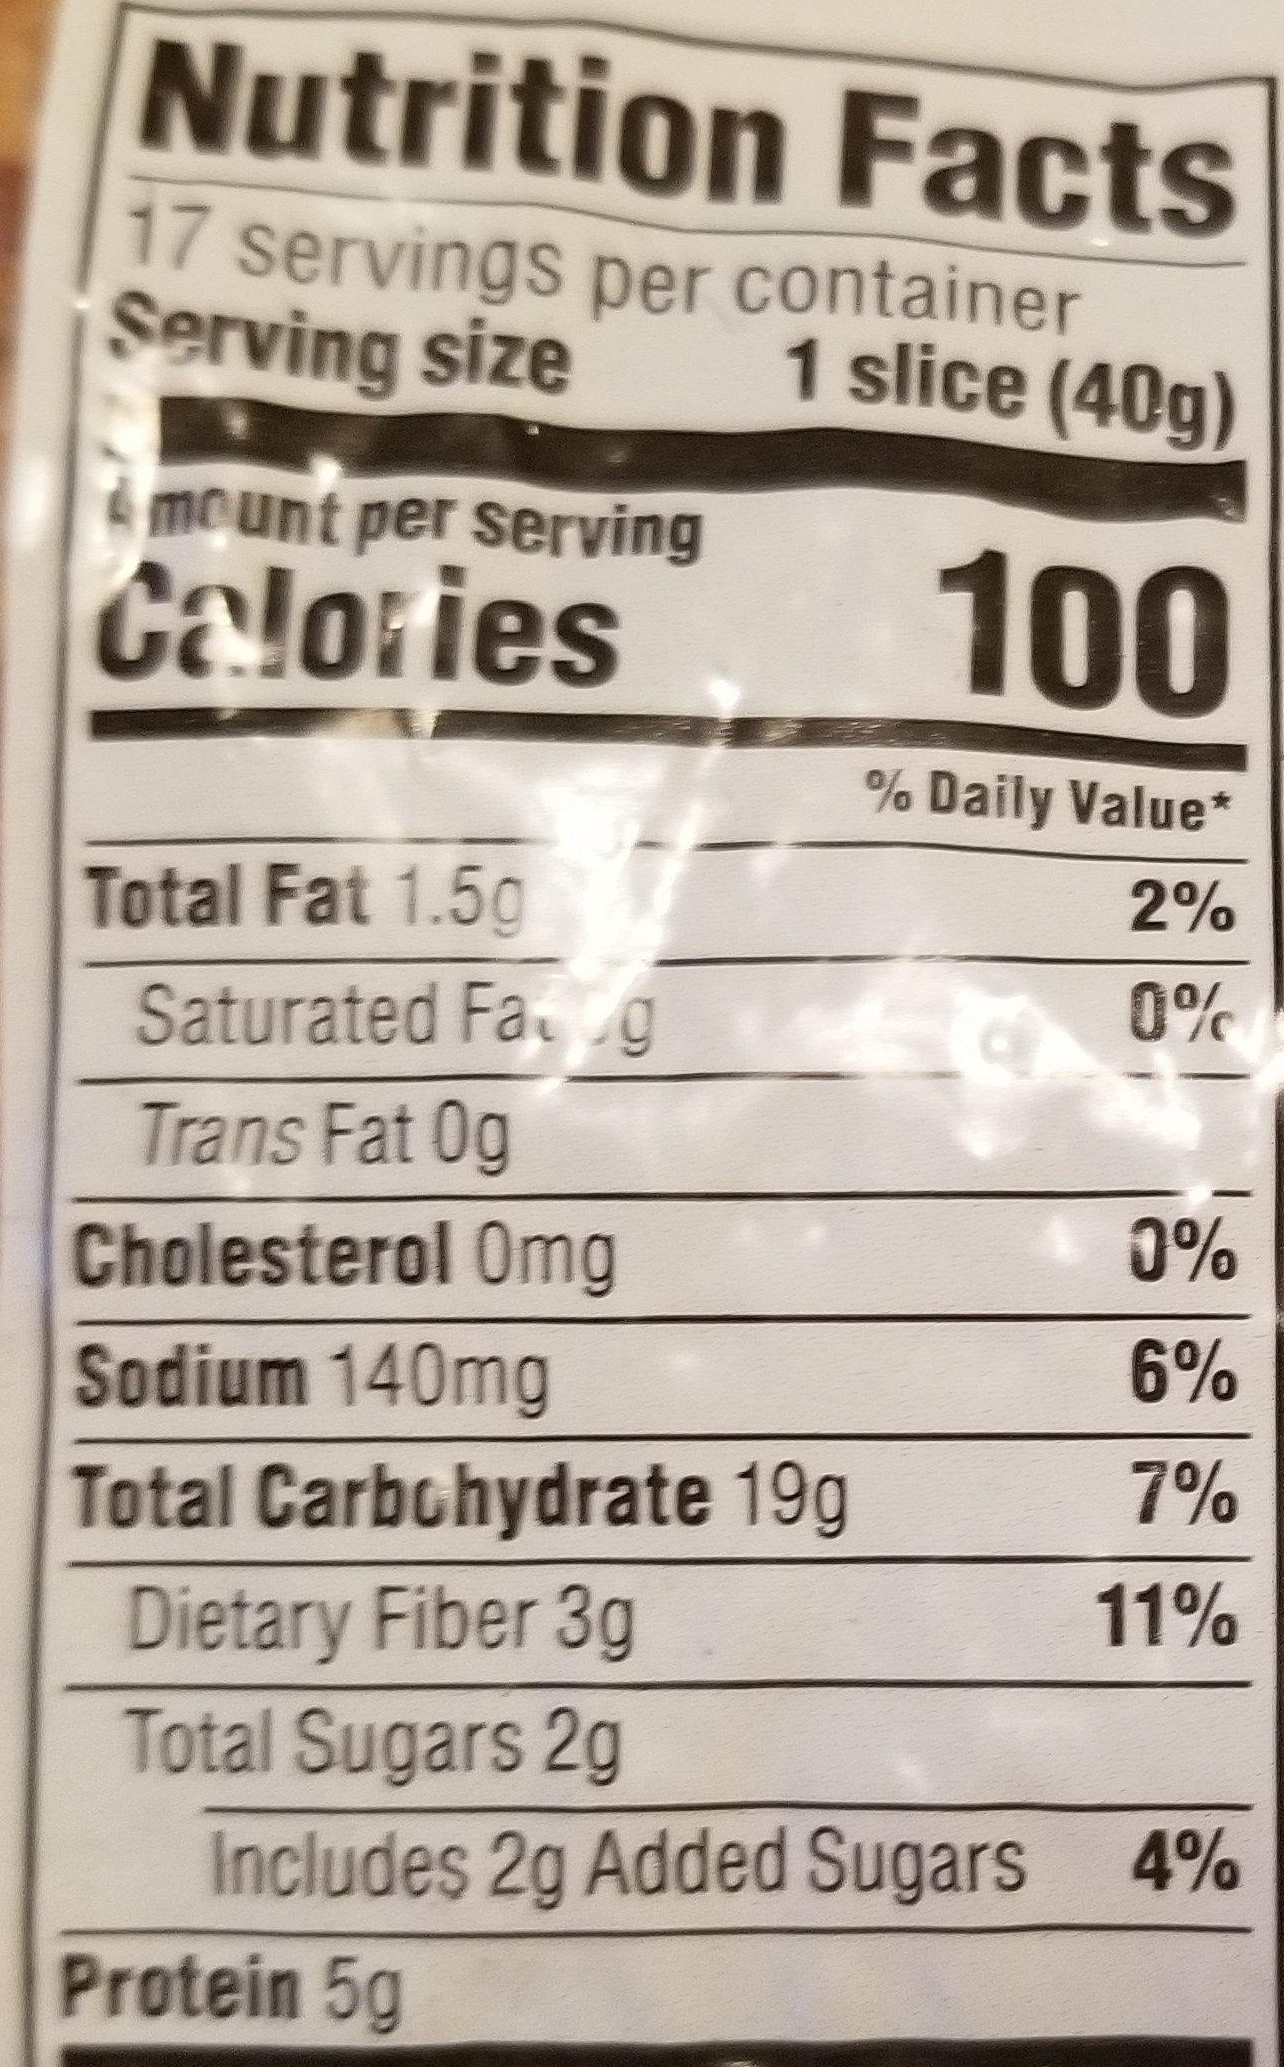 Nutrition Facts
17 servings per container
Serving size 1 slice (40g)
Amount per serving
Calories 100
% Daily Value*
Total Fat 1.5g 2%
Saturated Fat g 0%
Trans Fat 0g
Cholesterol 0mg 0%
Sodium 140mg 6%
Total Carbohydrate 19g 7%
Dietary Fiber 3g 11%
Total Sugars 2g
Includes 2g Added Sugars 4%
Protein 5g